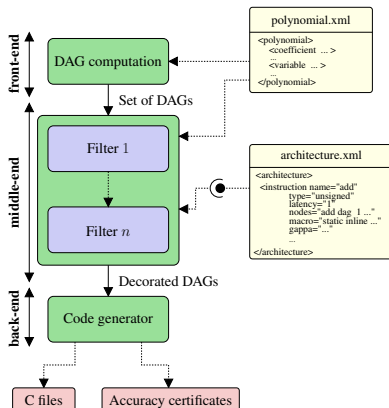 front-end
DAG computation
Set of DAGs
middle-end
Filter 1
Filter n
Decorated DAGs
back-end
Code generator
C files
Accuracy certificates
polynomial.xml
<polynomial>
<coefficient ... >
...
<variable ... >
...
</polynomial>
architecture.xml
<architecture>
<instruction name="add"
type="unsigned"
latency="1"
nodes="add dag 1 ..."
macro="static inline ...
gappa="..."
...
</architecture>